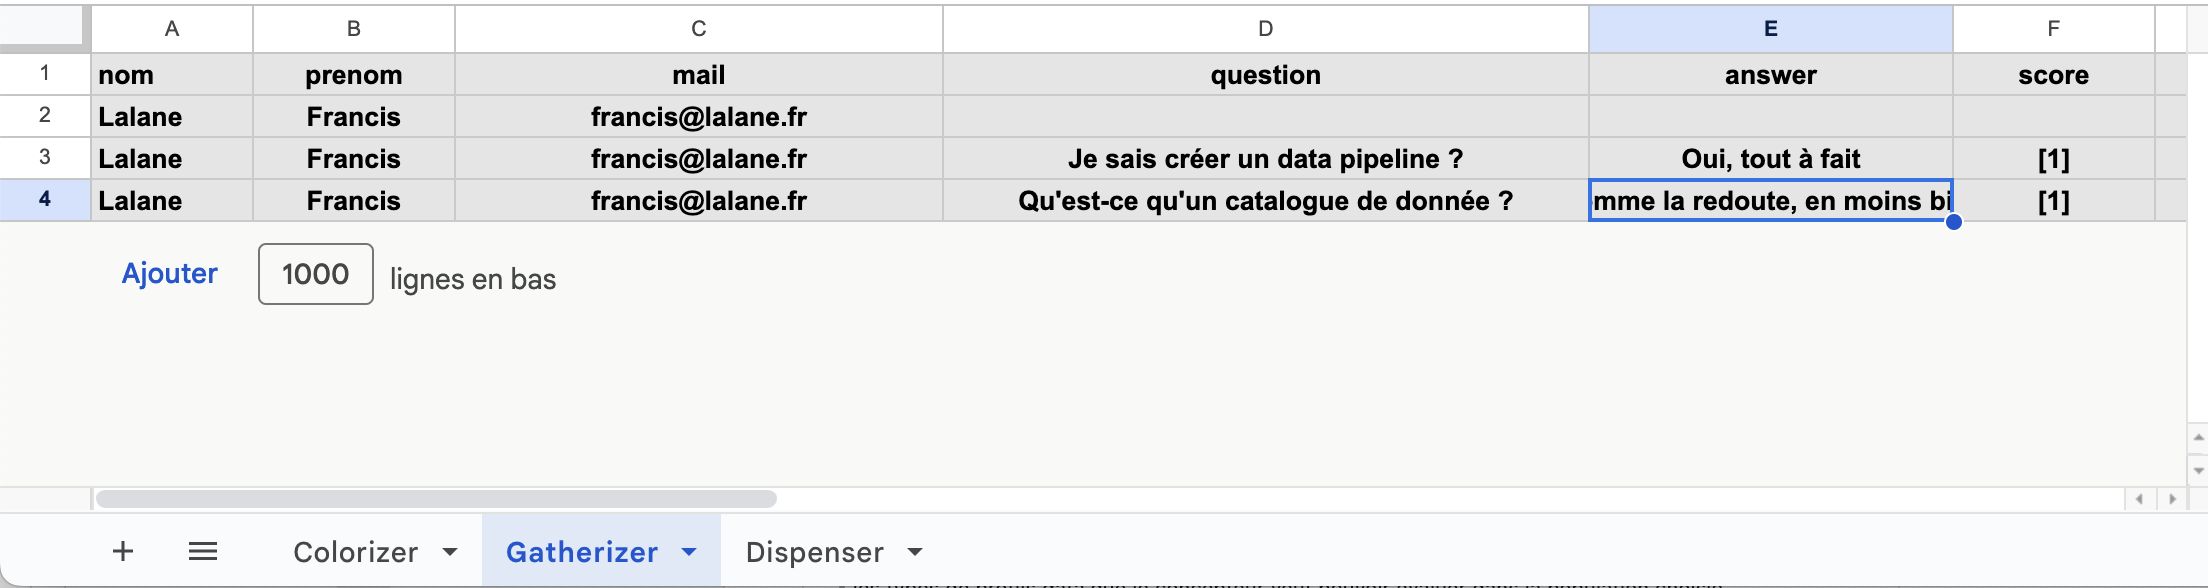 A B C D E F
1 nom prenom mail question answer score
2 Lalane Francis francis@lalane.fr
3 Lalane Francis francis@lalane.fr Je sais créer un data pipeline ? Oui, tout à fait [1]
4 Lalane Francis francis@lalane.fr Qu'est-ce qu'un catalogue de donnée ? mme la redoute, en moins bi [1]
Ajouter 1000 lignes en bas
+ Colorizer Gatherizer Dispenser